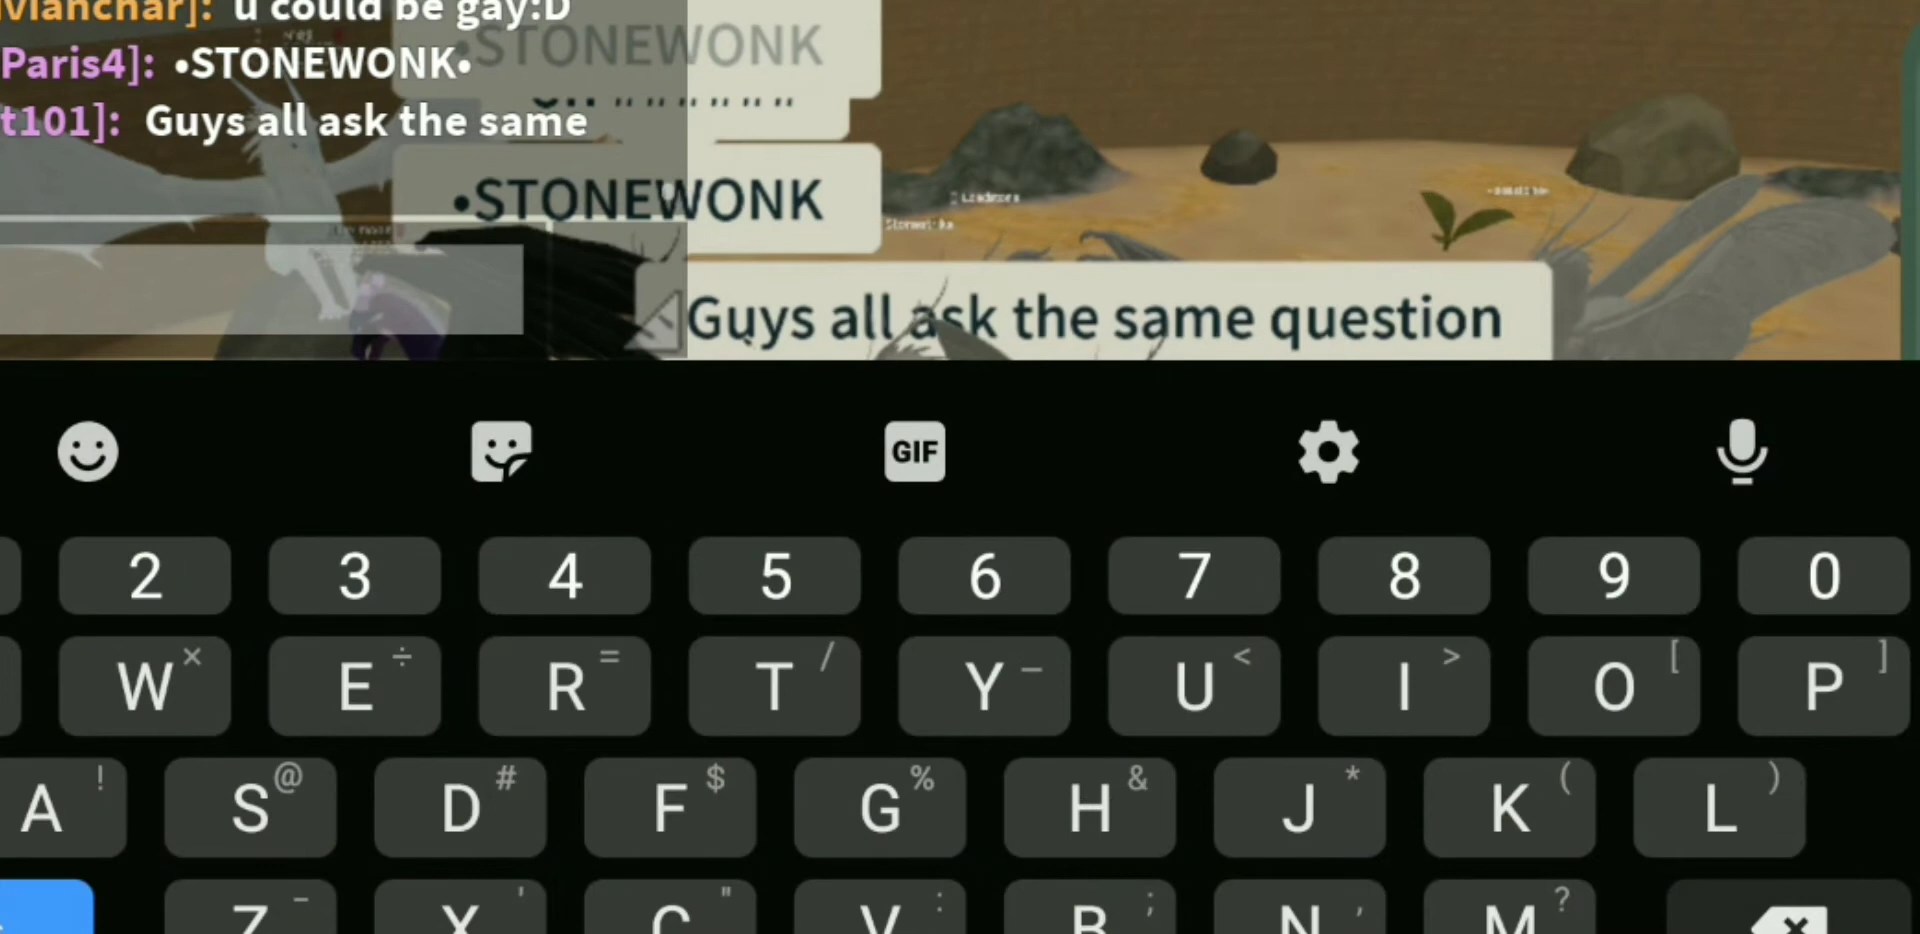 Manchar]: u could be gay:D
Paris4]: •STONEWONK•
t101]: Guys all ask the same
•STONEWONK
•STONEWONK
Guys all ask the same question
GIF
2 3 4 5 6 7 8 9 0
W × E ÷ R = T / Y – U < I > O [ P ]
A ! S @ D # F $ G % H & J * K ( L )
Z - X ' C " V : B ; N , M ?